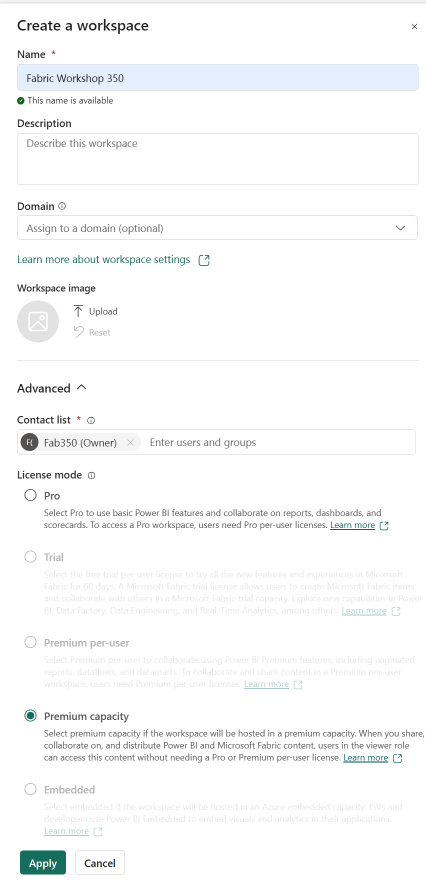 Create a workspace
Name *
Fabric Workshop 350
This name is available
Description
Describe this workspace
Domain
Assign to a domain (optional)
Learn more about workspace settings
Workspace image
Upload
Reset
Advanced
Contact list *
F( Fab350 (Owner) Enter users and groups
License mode
Pro
Select Pro to use basic Power BI features and collaborate on reports, dashboards, and
scorecards. To access a Pro workspace, users need Pro per-user licenses. Learn more
Trial
Select the free trial per-user license to try all the new features and experiences in Microsoft
Fabric for 60 days. A Microsoft Fabric trial license allows users to create Microsoft Fabric items
and collaborate with others in a Microsoft Fabric trial capacity. Explore new capabilities in Power
BI, Data Factory, Data Engineering, and Real-Time Analytics, among others. Learn more
Premium per-user
Select Premium per-user to collaborate using Power BI Premium features, including paginated
reports, dataflows, and datamarts. To collaborate and share content in a Premium per-user
workspace, users need Premium per-user licenses. Learn more
Premium capacity
Select premium capacity if the workspace will be hosted in a premium capacity. When you share,
collaborate on, and distribute Power BI and Microsoft Fabric content, users in the viewer role
can access this content without needing a Pro or Premium per-user license. Learn more
Embedded
Select embedded if the workspace will be hosted in an Azure embedded capacity. ISVs and
developers use Power BI Embedded to embed visuals and analytics in their applications.
Learn more
Apply Cancel